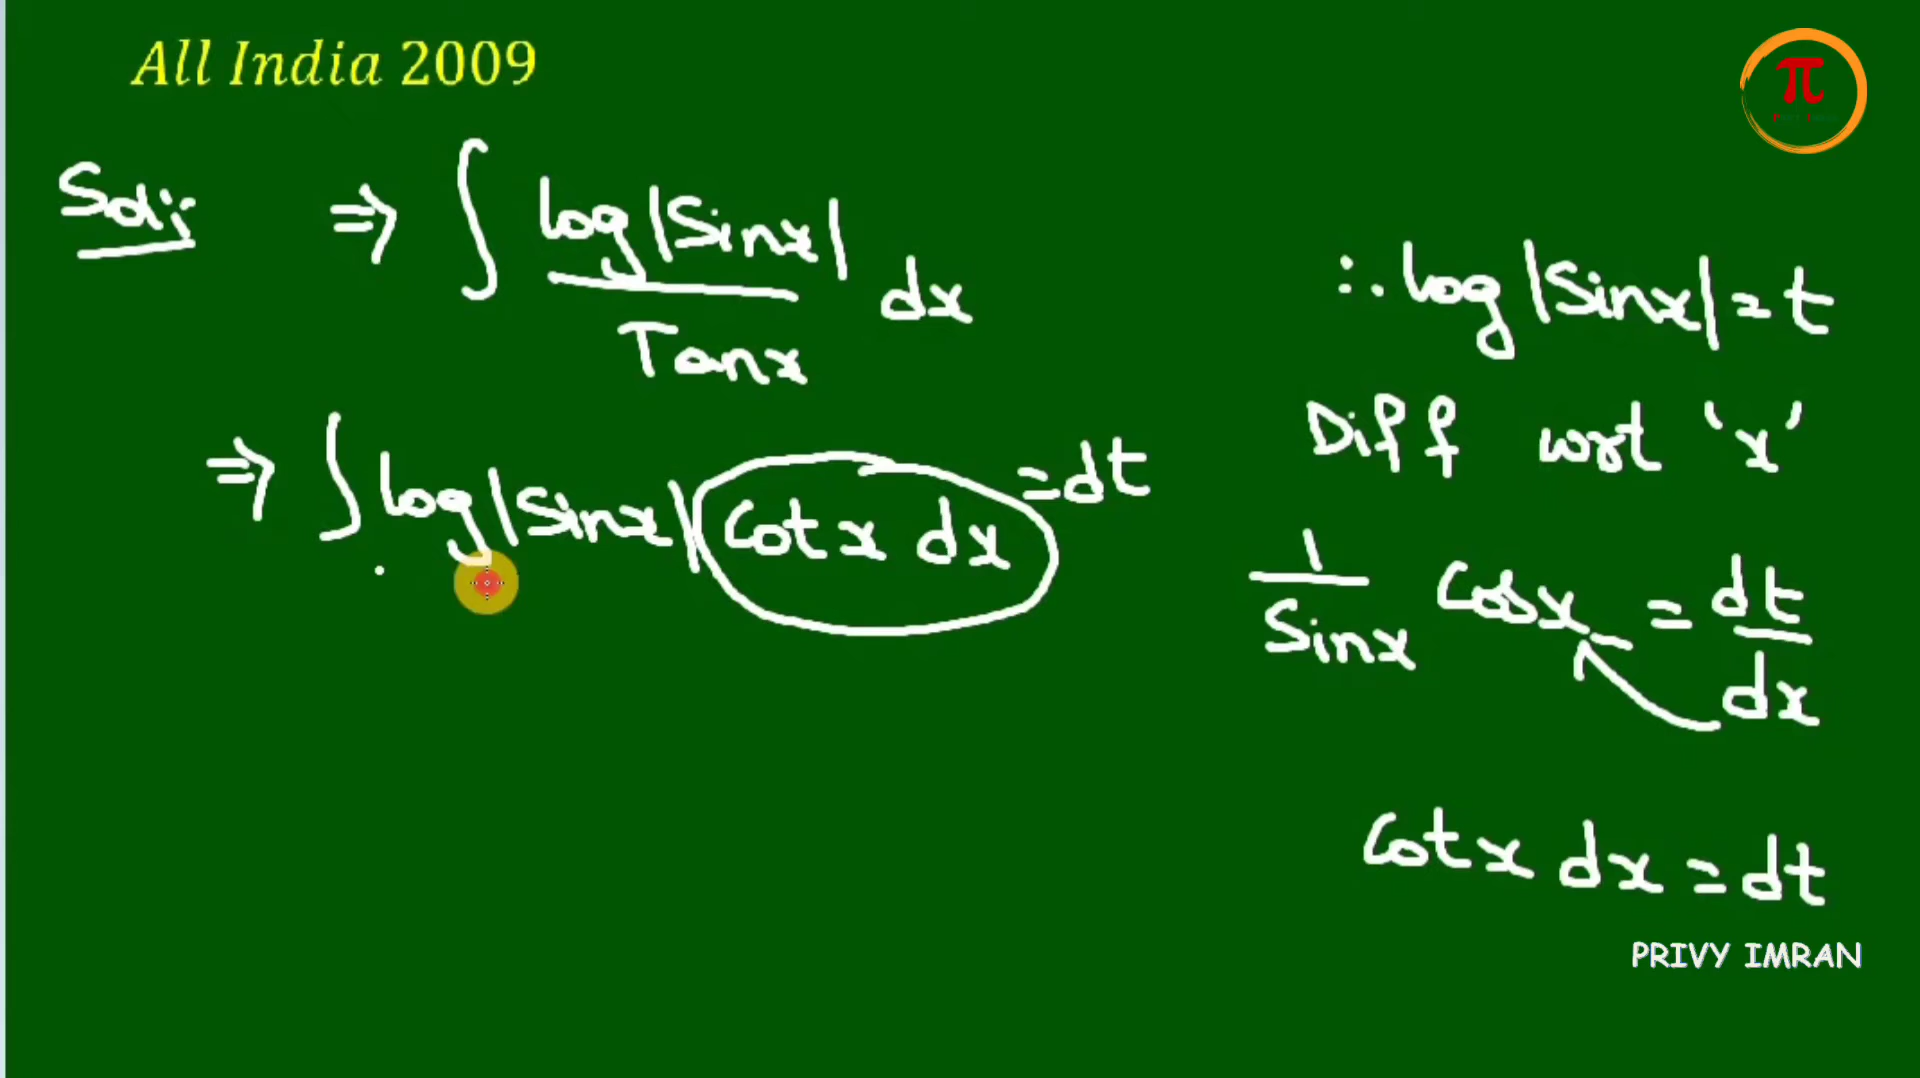 All India 2009
π
Sol:
⇒ ∫ log|Sinx| / Tanx dx
⇒ ∫ log|Sinx| Cotx dx = dt
∴ log|Sinx| = t
Diff wrt 'x'
1/Sinx Cosx = dt/dx
Cotx dx = dt
PRIVY IMRAN